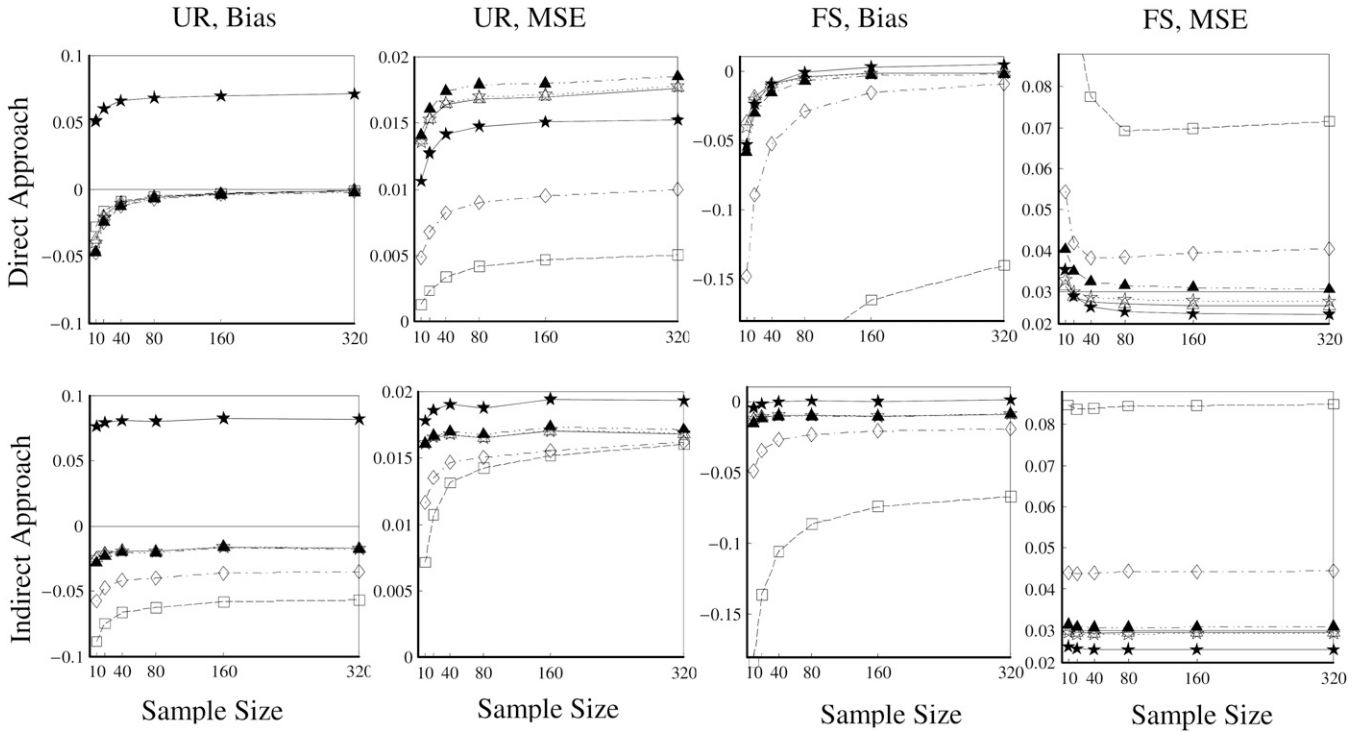 UR, Bias
UR, MSE
FS, Bias
FS, MSE
Direct Approach
0.1
0.05
0
−0.05
−0.1
10 40 80 160 320
0.02
0.015
0.01
0.005
0
10 40 80 160 320
0
−0.05
−0.1
−0.15
10 40 80 160 320
0.08
0.07
0.06
0.05
0.04
0.03
0.02
10 40 80 160 320
Indirect Approach
0.1
0.05
0
−0.05
−0.1
10 40 80 160 320
0.02
0.015
0.01
0.005
0
10 40 80 160 320
0
−0.05
−0.1
−0.15
10 40 80 160 320
0.08
0.07
0.06
0.05
0.04
0.03
0.02
10 40 80 160 320
Sample Size
Sample Size
Sample Size
Sample Size